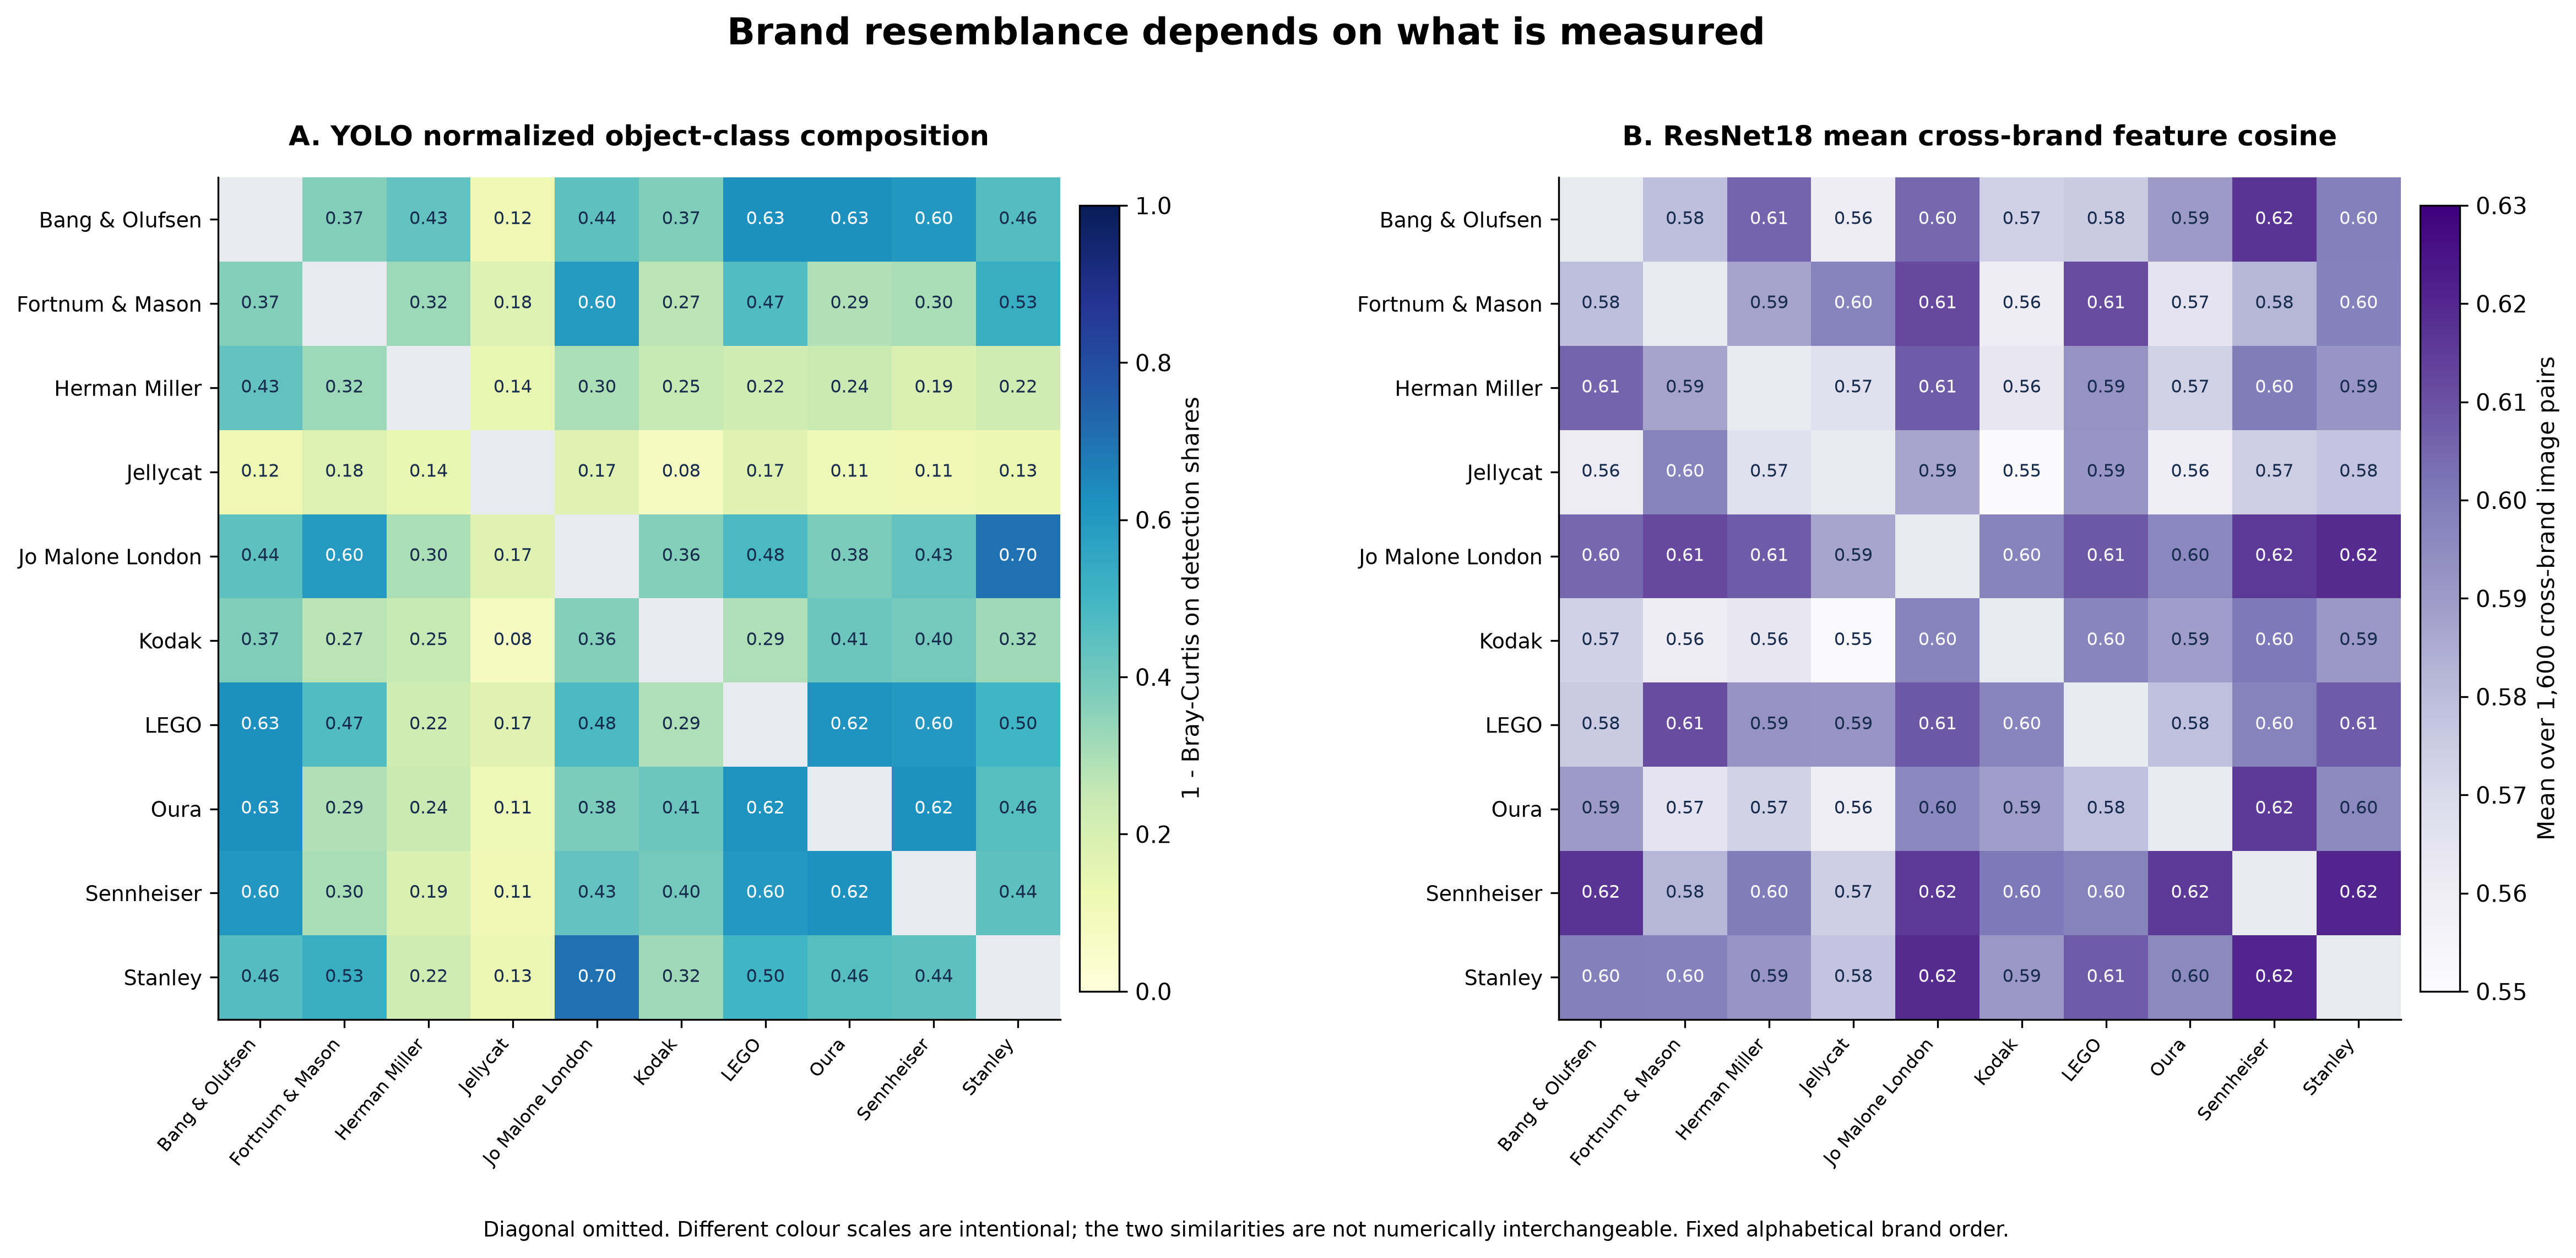 Brand resemblance depends on what is measured
A. YOLO normalized object-class composition
Bang & Olufsen 0.37 0.43 0.12 0.44 0.37 0.63 0.63 0.60 0.46
Fortnum & Mason 0.37 0.32 0.18 0.60 0.27 0.47 0.29 0.30 0.53
Herman Miller 0.43 0.32 0.14 0.30 0.25 0.22 0.24 0.19 0.22
Jellycat 0.12 0.18 0.14 0.17 0.08 0.17 0.11 0.11 0.13
Jo Malone London 0.44 0.60 0.30 0.17 0.36 0.48 0.38 0.43 0.70
Kodak 0.37 0.27 0.25 0.08 0.36 0.29 0.41 0.40 0.32
LEGO 0.63 0.47 0.22 0.17 0.48 0.29 0.62 0.60 0.50
Oura 0.63 0.29 0.24 0.11 0.38 0.41 0.62 0.62 0.46
Sennheiser 0.60 0.30 0.19 0.11 0.43 0.40 0.60 0.62 0.44
Stanley 0.46 0.53 0.22 0.13 0.70 0.32 0.50 0.46 0.44
Bang & Olufsen
Fortnum & Mason
Herman Miller
Jellycat
Jo Malone London
Kodak
LEGO
Oura
Sennheiser
Stanley
1.0
0.8
0.6
0.4
0.2
0.0
1 - Bray-Curtis on detection shares
B. ResNet18 mean cross-brand feature cosine
Bang & Olufsen 0.58 0.61 0.56 0.60 0.57 0.58 0.59 0.62 0.60
Fortnum & Mason 0.58 0.59 0.60 0.61 0.56 0.61 0.57 0.58 0.60
Herman Miller 0.61 0.59 0.57 0.61 0.56 0.59 0.57 0.60 0.59
Jellycat 0.56 0.60 0.57 0.59 0.55 0.59 0.56 0.57 0.58
Jo Malone London 0.60 0.61 0.61 0.59 0.60 0.61 0.60 0.62 0.62
Kodak 0.57 0.56 0.56 0.55 0.60 0.60 0.59 0.60 0.59
LEGO 0.58 0.61 0.59 0.59 0.61 0.60 0.58 0.60 0.61
Oura 0.59 0.57 0.57 0.56 0.60 0.59 0.58 0.62 0.60
Sennheiser 0.62 0.58 0.60 0.57 0.62 0.60 0.60 0.62 0.62
Stanley 0.60 0.60 0.59 0.58 0.62 0.59 0.61 0.60 0.62
Bang & Olufsen
Fortnum & Mason
Herman Miller
Jellycat
Jo Malone London
Kodak
LEGO
Oura
Sennheiser
Stanley
0.63
0.62
0.61
0.60
0.59
0.58
0.57
0.56
0.55
Mean over 1,600 cross-brand image pairs
Diagonal omitted. Different colour scales are intentional; the two similarities are not numerically interchangeable. Fixed alphabetical brand order.